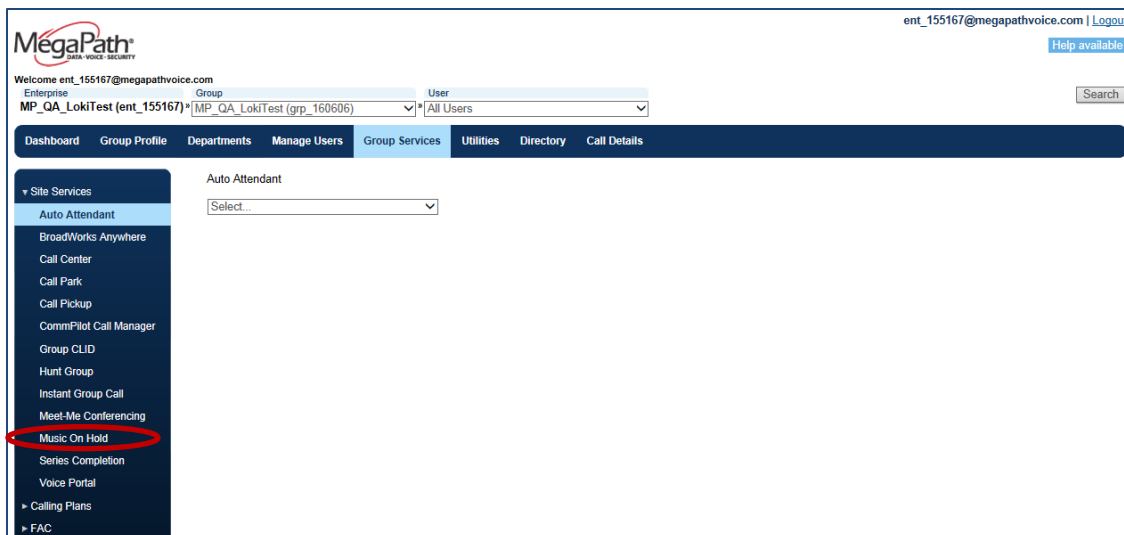 ent_155167@megapathvoice.com | Logou
MegaPath
DATA • VOICE • SECURITY
Help available
Welcome ent_155167@megapathvoice.com
Enterprise Group User
MP_QA_LokiTest (ent_155167) » MP_QA_LokiTest (grp_160606) » All Users Search
Dashboard Group Profile Departments Manage Users Group Services Utilities Directory Call Details
Site Services
Auto Attendant
Select...
Auto Attendant
BroadWorks Anywhere
Call Center
Call Park
Call Pickup
CommPilot Call Manager
Group CLID
Hunt Group
Instant Group Call
Meet-Me Conferencing
Music On Hold
Series Completion
Voice Portal
Calling Plans
FAC